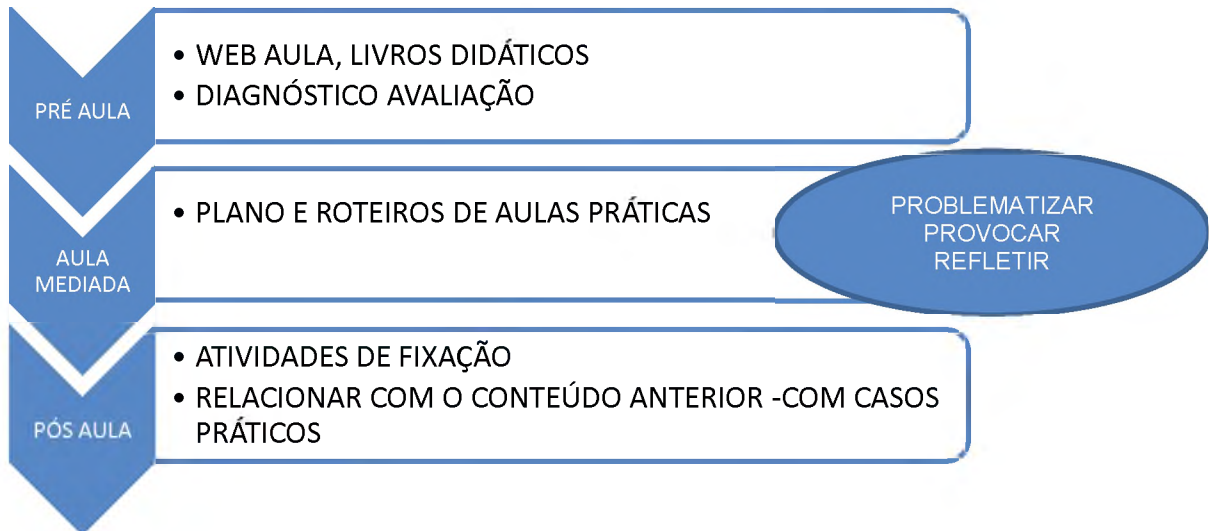 PRÉ AULA
• WEB AULA, LIVROS DIDÁTICOS
• DIAGNÓSTICO AVALIAÇÃO
AULA
MEDIADA
• PLANO E ROTEIROS DE AULAS PRÁTICAS
PROBLEMATIZAR
PROVOCAR
REFLETIR
PÓS AULA
• ATIVIDADES DE FIXAÇÃO
• RELACIONAR COM O CONTEÚDO ANTERIOR -COM CASOS
PRÁTICOS